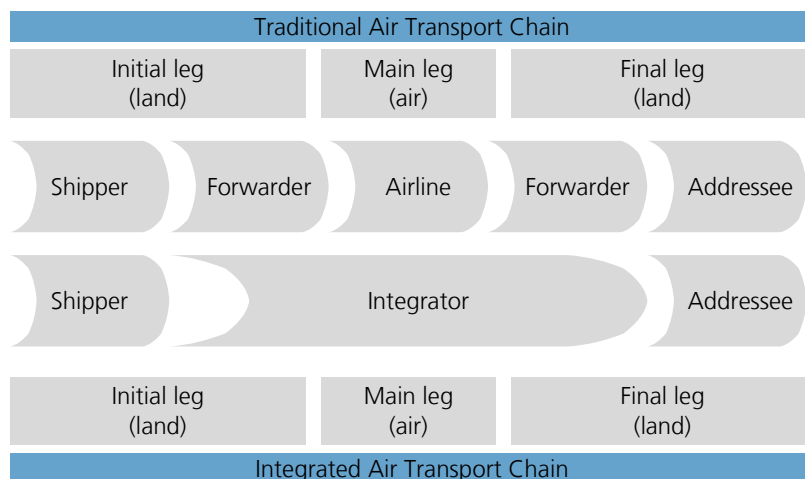 Traditional Air Transport Chain
Initial leg
(land)
Main leg
(air)
Final leg
(land)
Shipper
Forwarder
Airline
Forwarder
Addressee
Shipper
Integrator
Addressee
Initial leg
(land)
Main leg
(air)
Final leg
(land)
Integrated Air Transport Chain